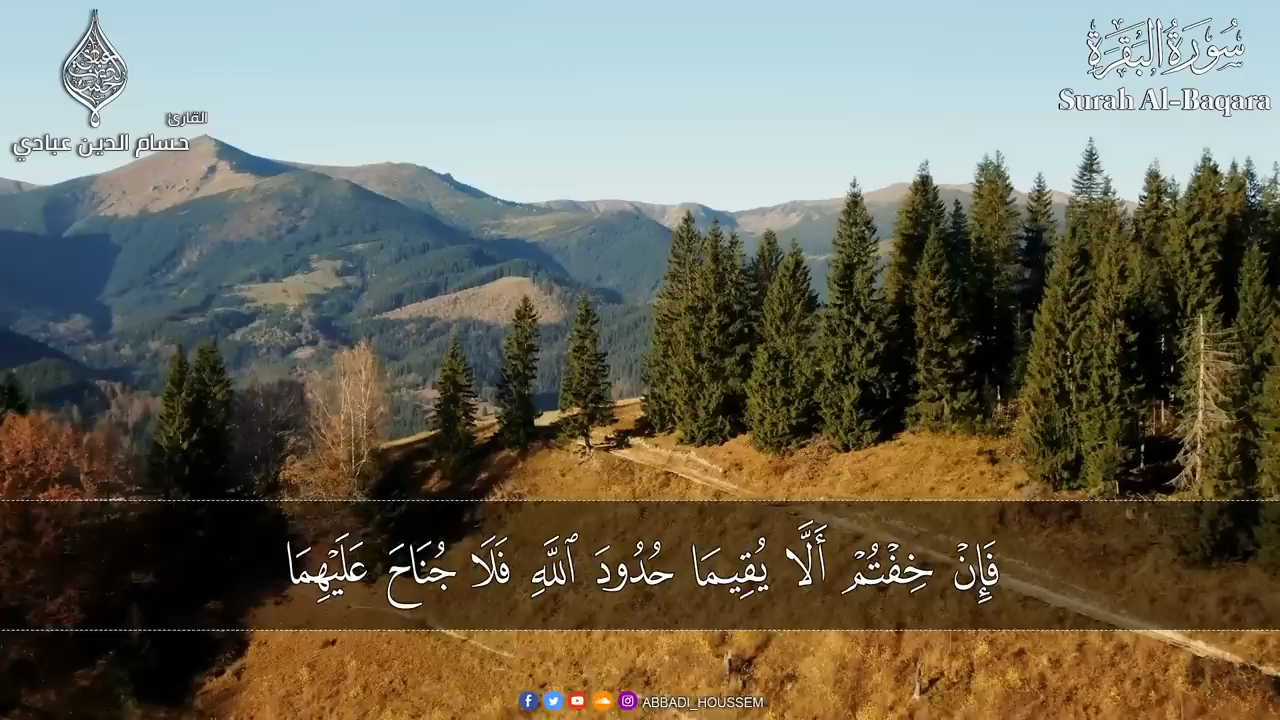 سُورَةُ البَقَرَة
Surah Al-Baqara
القارئ
حسام الدين عبادي
فَإِنْ خِفْتُمْ أَلَّا يُقِيمَا حُدُودَ ٱللَّهِ فَلَا جُنَاحَ عَلَيْهِمَا
ABBADI_HOUSSEM